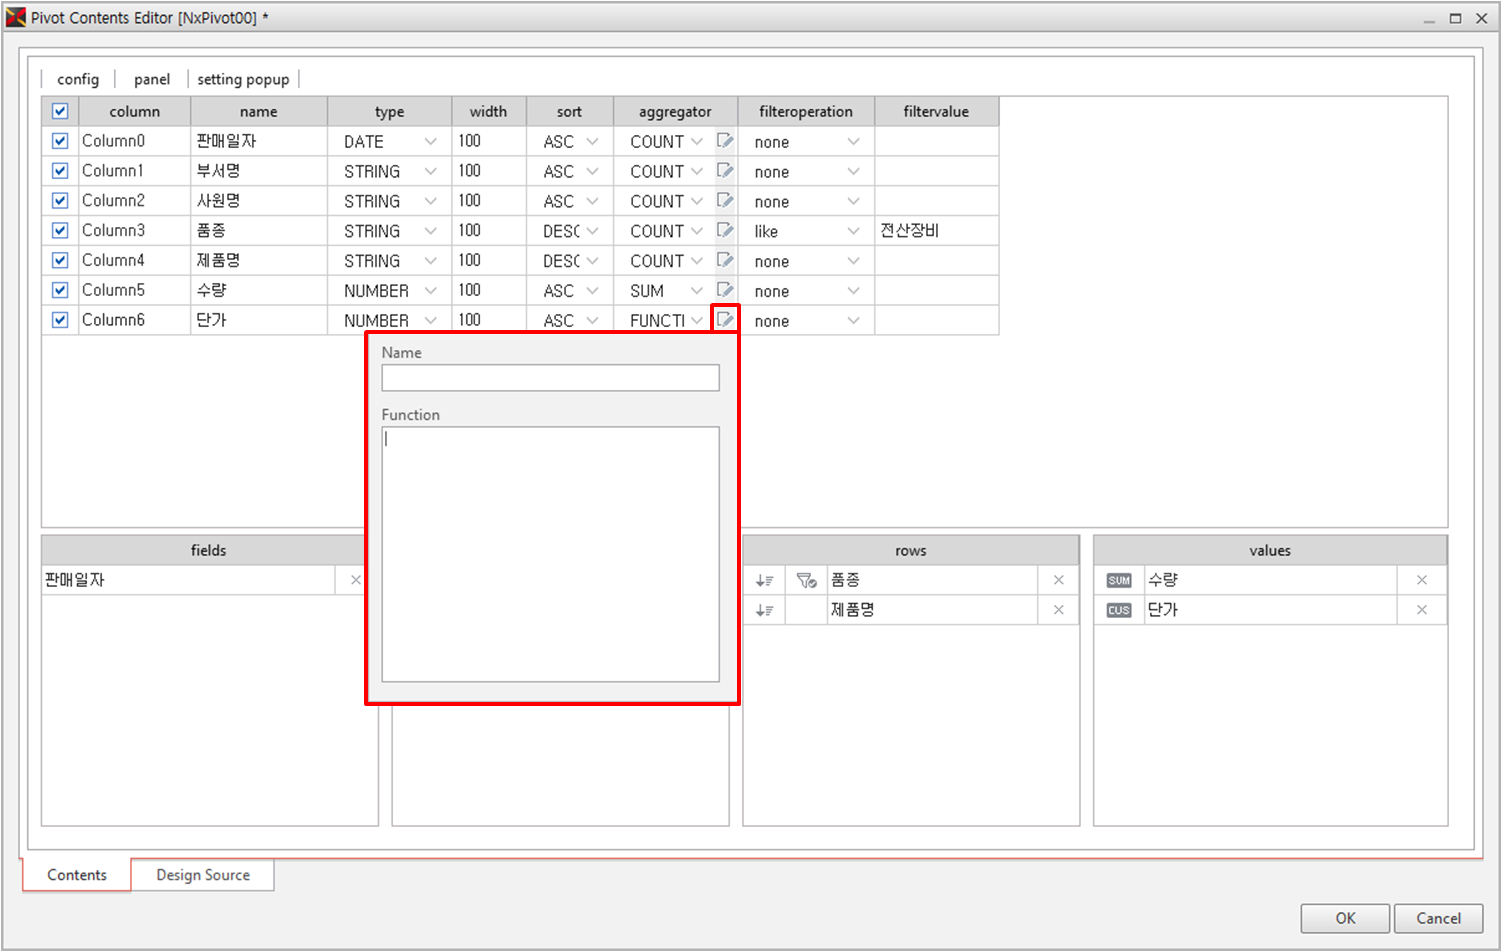 Pivot Contents Editor [NxPivot00] *
config panel setting popup
column name type width sort aggregator filteroperation filtervalue
Column0 판매일자 DATE 100 ASC COUNT none
Column1 부서명 STRING 100 ASC COUNT none
Column2 사원명 STRING 100 ASC COUNT none
Column3 품종 STRING 100 DESC COUNT like 전산장비
Column4 제품명 STRING 100 DESC COUNT none
Column5 수량 NUMBER 100 ASC SUM none
Column6 단가 NUMBER 100 ASC FUNCTI none
Name
Function
fields rows values
판매일자 품종 SUM 수량
제품명 CUS 단가
Contents Design Source
OK Cancel